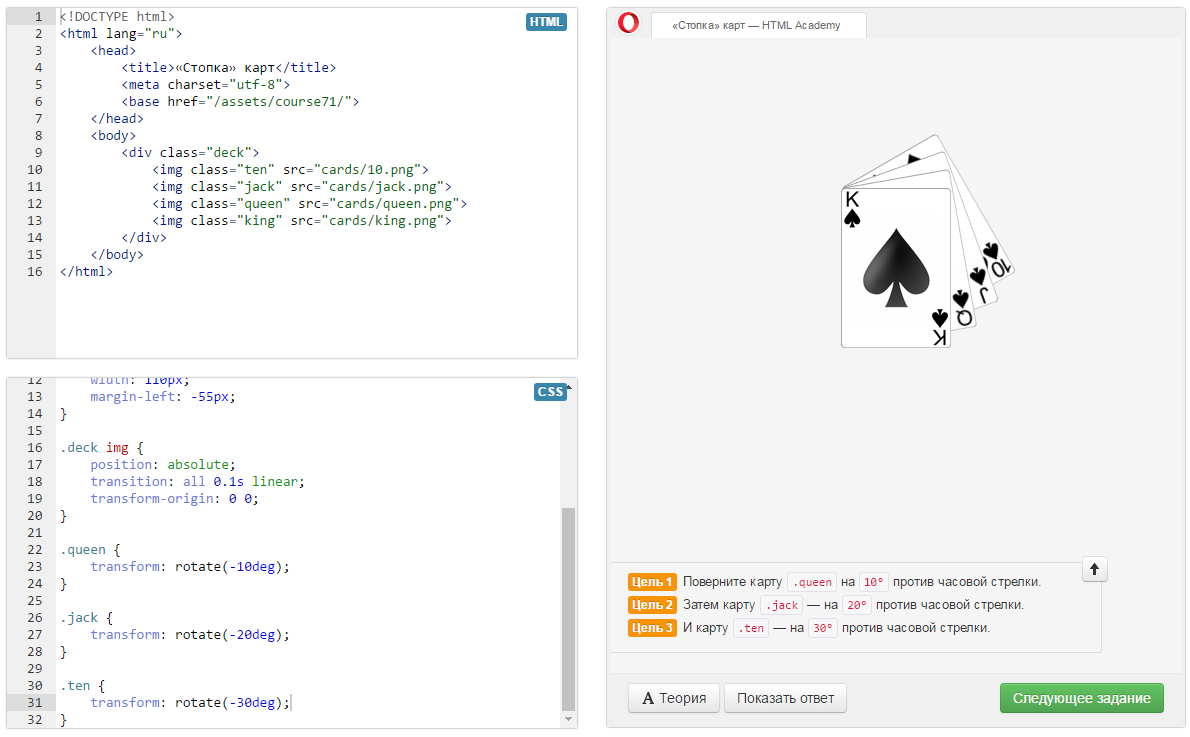 1 <!DOCTYPE html>
HTML
2 <html lang="ru">
3 <head>
4 <title>«Стопка» карт</title>
5 <meta charset="utf-8">
6 <base href="/assets/course71/">
7 </head>
8 <body>
9 <div class="deck">
10 <img class="ten" src="cards/10.png">
11 <img class="jack" src="cards/jack.png">
12 <img class="queen" src="cards/queen.png">
13 <img class="king" src="cards/king.png">
14 </div>
15 </body>
16 </html>
12 width: 110px;
CSS
13 margin-left: -55px;
14 }
15
16 .deck img {
17 position: absolute;
18 transition: all 0.1s linear;
19 transform-origin: 0 0;
20 }
21
22 .queen {
23 transform: rotate(-10deg);
24 }
25
26 .jack {
27 transform: rotate(-20deg);
28 }
29
30 .ten {
31 transform: rotate(-30deg);
32 }
«Стопка» карт — HTML Academy
K
10
J
Q
K
Цель 1 Поверните карту .queen на 10° против часовой стрелки.
Цель 2 Затем карту .jack — на 20° против часовой стрелки.
Цель 3 И карту .ten — на 30° против часовой стрелки.
A Теория
Показать ответ
Следующее задание